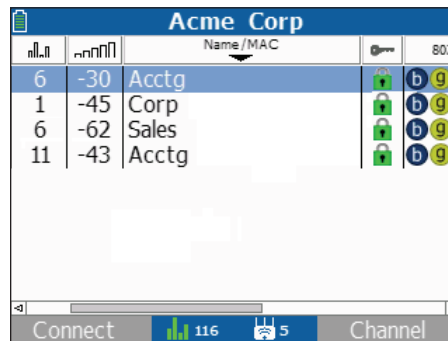 Acme Corp
Name/MAC 80
6 -30 Acctg b g
1 -45 Corp b g
6 -62 Sales b g
11 -43 Acctg b g
Connect 116 5 Channel